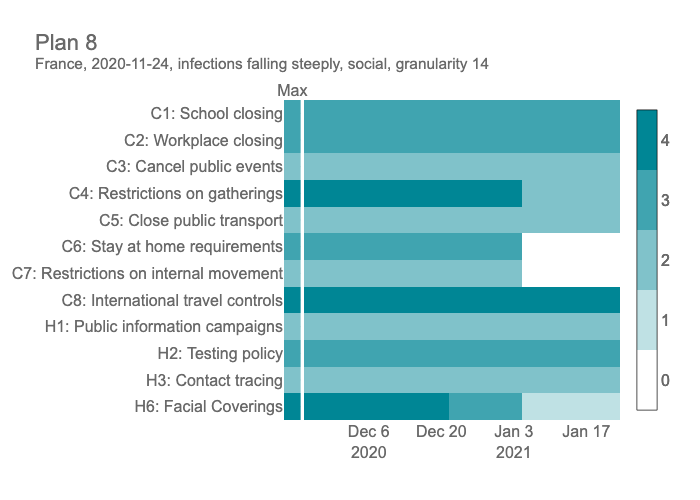 Plan 8
France, 2020-11-24, infections falling steeply, social, granularity 14
Max
C1: School closing
C2: Workplace closing
C3: Cancel public events
C4: Restrictions on gatherings
C5: Close public transport
C6: Stay at home requirements
C7: Restrictions on internal movement
C8: International travel controls
H1: Public information campaigns
H2: Testing policy
H3: Contact tracing
H6: Facial Coverings
Dec 6 Dec 20 Jan 3 Jan 17
2020 2021
4
3
2
1
0